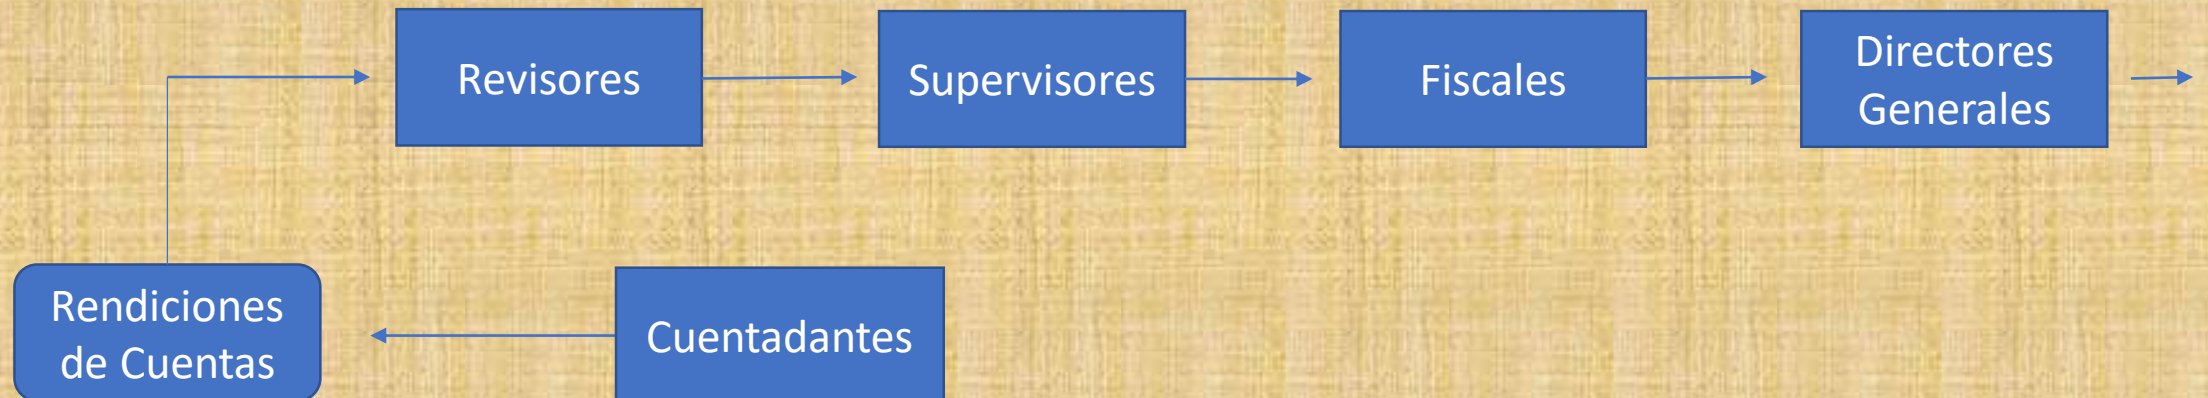 Revisores
Supervisores
Fiscales
Directores
Generales
Rendiciones
de Cuentas
Cuentadantes